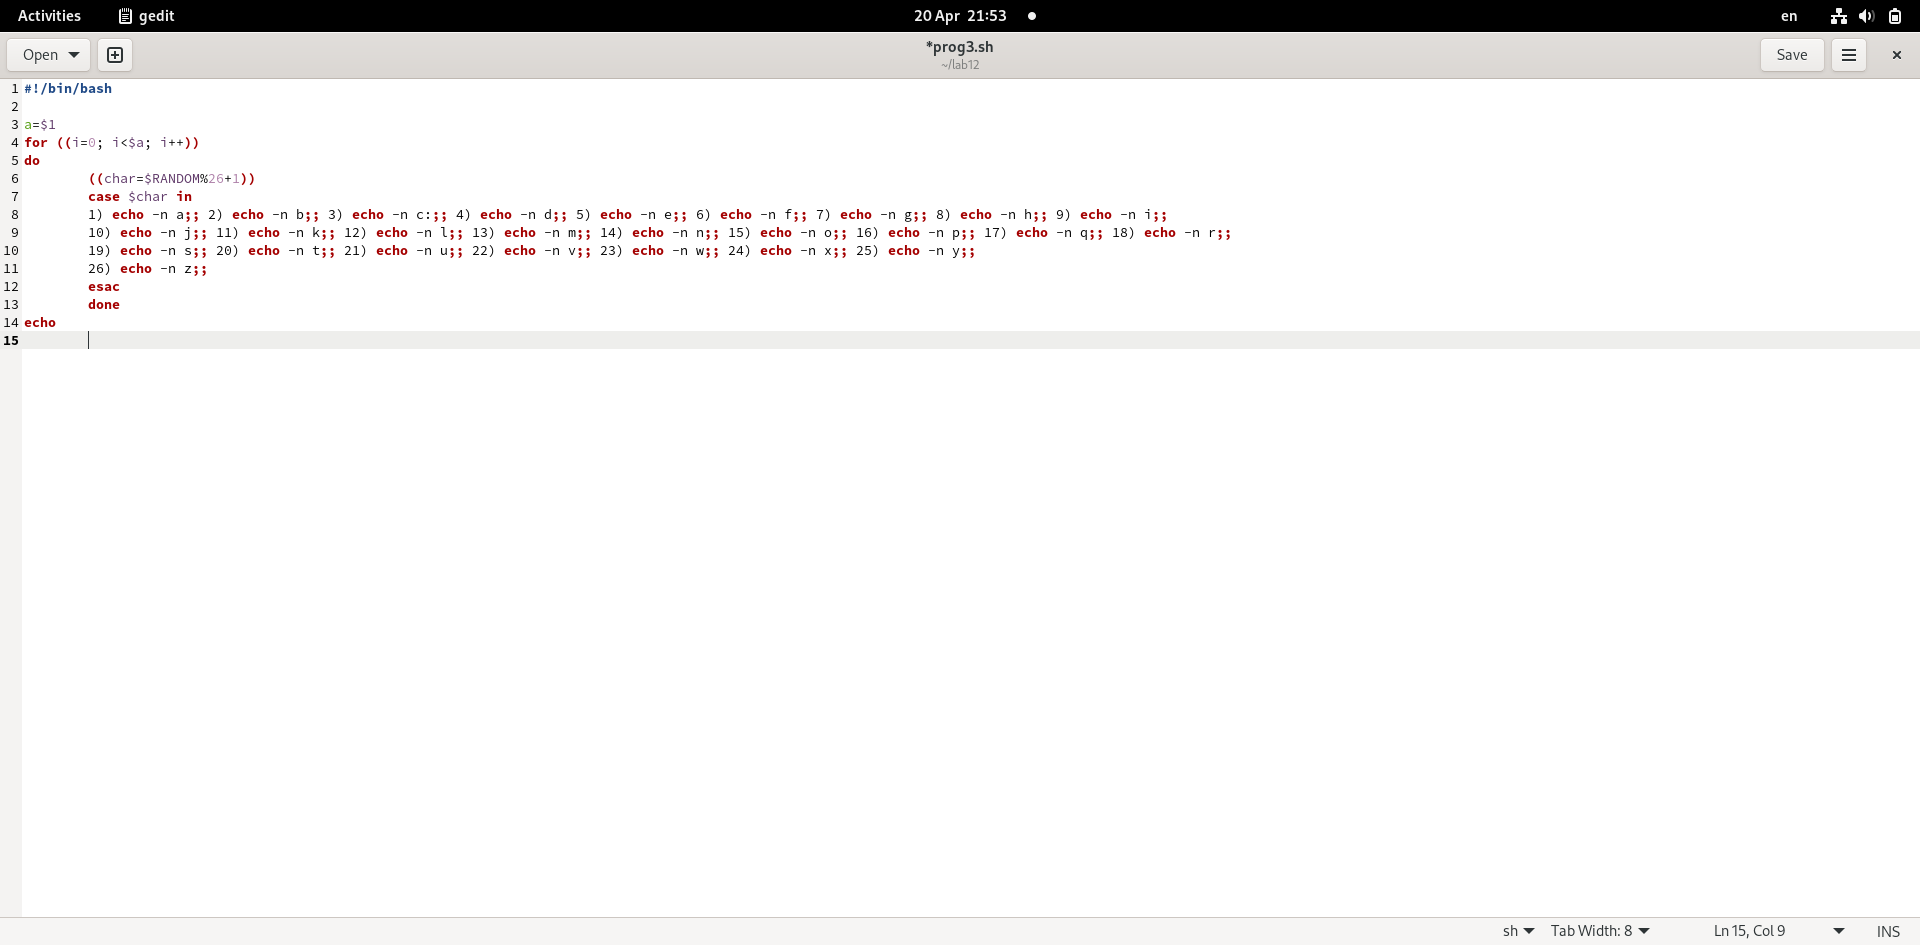 Activities gedit 20 Apr 21:53 en
Open *prog3.sh Save
~/lab12
1 #!/bin/bash
2
3 a=$1
4 for ((i=0; i<$a; i++))
5 do
6 ((char=$RANDOM%26+1))
7 case $char in
8 1) echo -n a;; 2) echo -n b;; 3) echo -n c:;; 4) echo -n d;; 5) echo -n e;; 6) echo -n f;; 7) echo -n g;; 8) echo -n h;; 9) echo -n i;;
9 10) echo -n j;; 11) echo -n k;; 12) echo -n l;; 13) echo -n m;; 14) echo -n n;; 15) echo -n o;; 16) echo -n p;; 17) echo -n q;; 18) echo -n r;;
10 19) echo -n s;; 20) echo -n t;; 21) echo -n u;; 22) echo -n v;; 23) echo -n w;; 24) echo -n x;; 25) echo -n y;;
11 26) echo -n z;;
12 esac
13 done
14 echo
15
sh Tab Width: 8 Ln 15, Col 9 INS